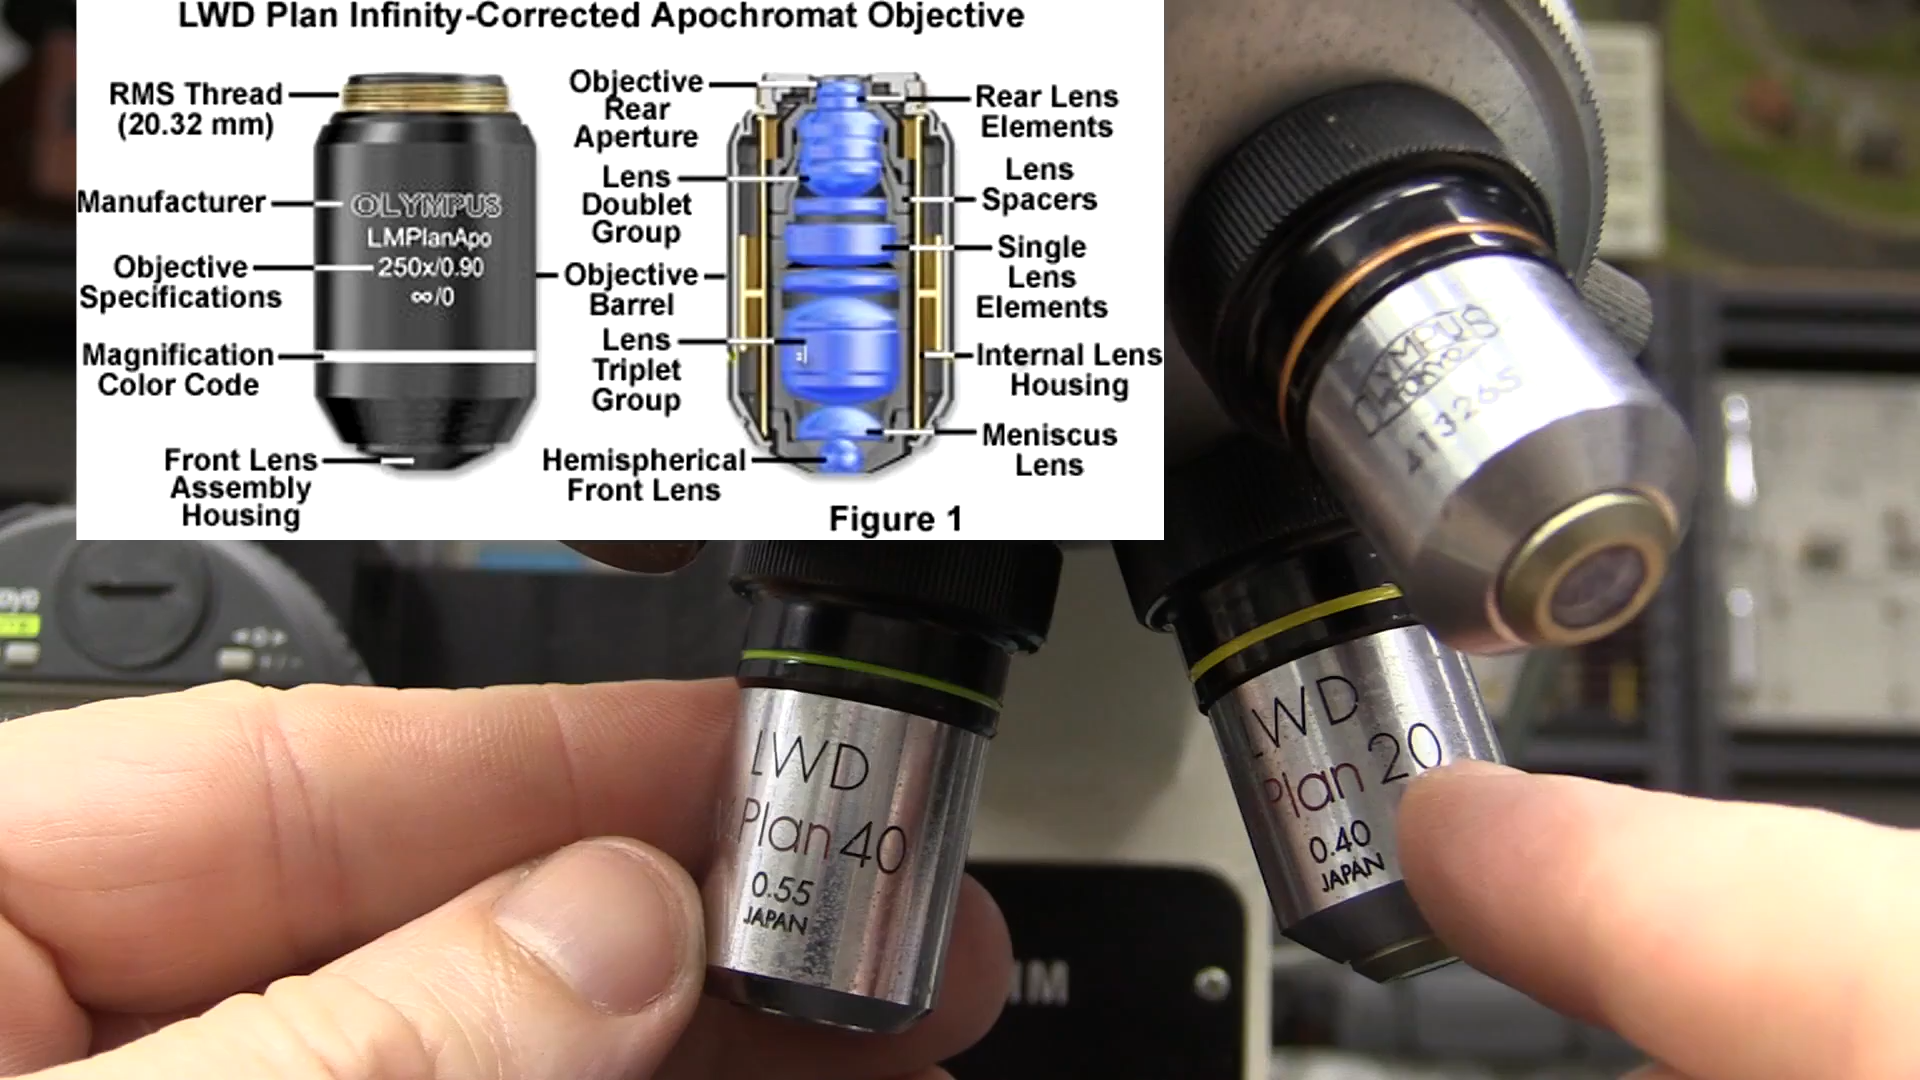 LWD Plan Infinity-Corrected Apochromat Objective
RMS Thread
(20.32 mm)
Manufacturer
Objective
Specifications
Magnification
Color Code
Front Lens
Assembly
Housing
OLYMPUS
LMPlanApo
250x/0.90
∞/0
Objective
Rear
Aperture
Lens
Doublet
Group
Objective
Barrel
Lens
Triplet
Group
Hemispherical
Front Lens
Rear Lens
Elements
Lens
Spacers
Single
Lens
Elements
Internal Lens
Housing
Meniscus
Lens
Figure 1
OLYMPUS
TOKYO
413265
LWD
M Plan 40
0.55
JAPAN
LWD
Plan 20
0.40
JAPAN